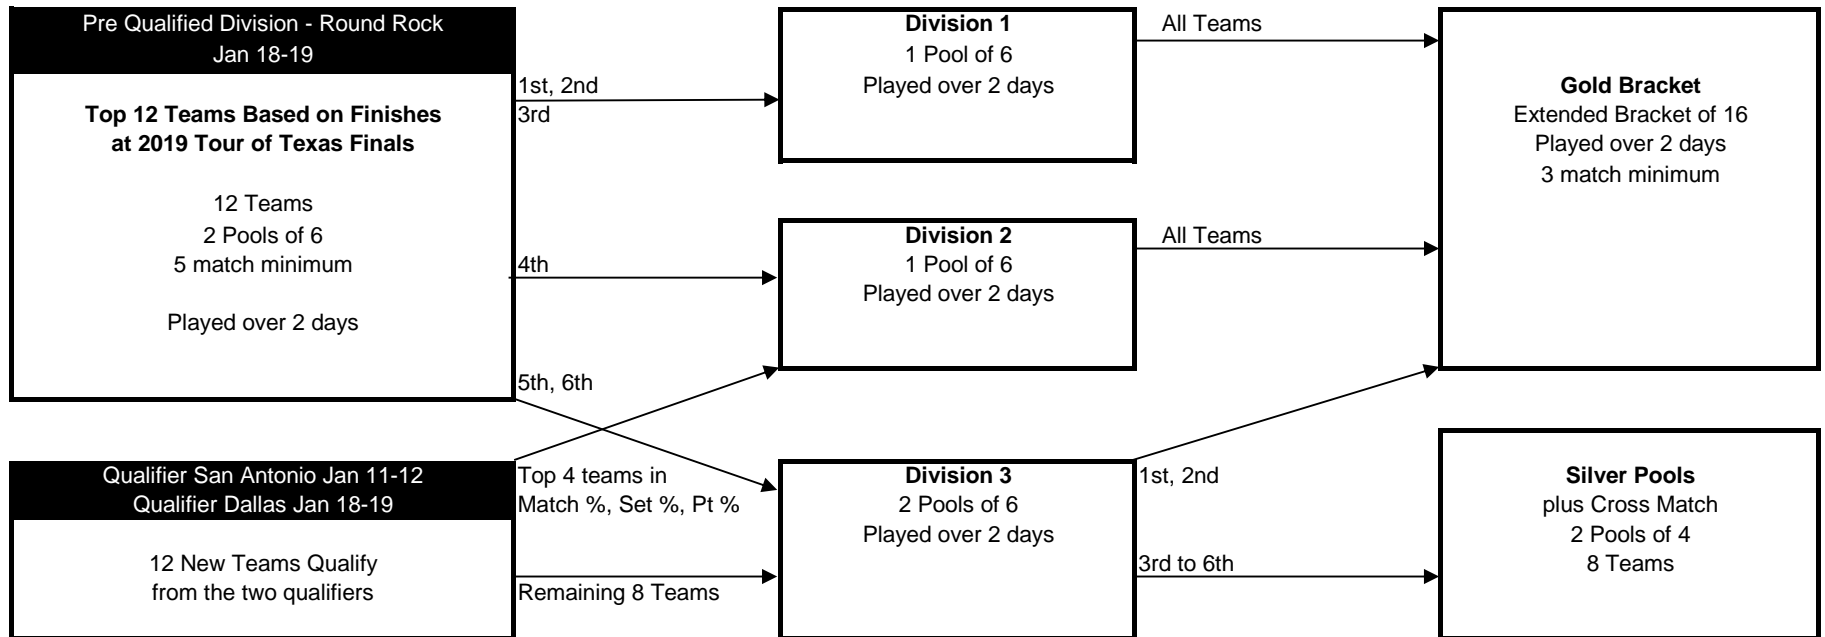 Pre Qualified Division - Round Rock
Jan 18-19
Top 12 Teams Based on Finishes
at 2019 Tour of Texas Finals
12 Teams
2 Pools of 6
5 match minimum
Played over 2 days
1st, 2nd
3rd
4th
5th, 6th
Qualifier San Antonio Jan 11-12
Qualifier Dallas Jan 18-19
12 New Teams Qualify
from the two qualifiers
Top 4 teams in
Match %, Set %, Pt %
Remaining 8 Teams
Division 1
1 Pool of 6
Played over 2 days
All Teams
Division 2
1 Pool of 6
Played over 2 days
All Teams
Division 3
2 Pools of 6
Played over 2 days
1st, 2nd
3rd to 6th
Gold Bracket
Extended Bracket of 16
Played over 2 days
3 match minimum
Silver Pools
plus Cross Match
2 Pools of 4
8 Teams